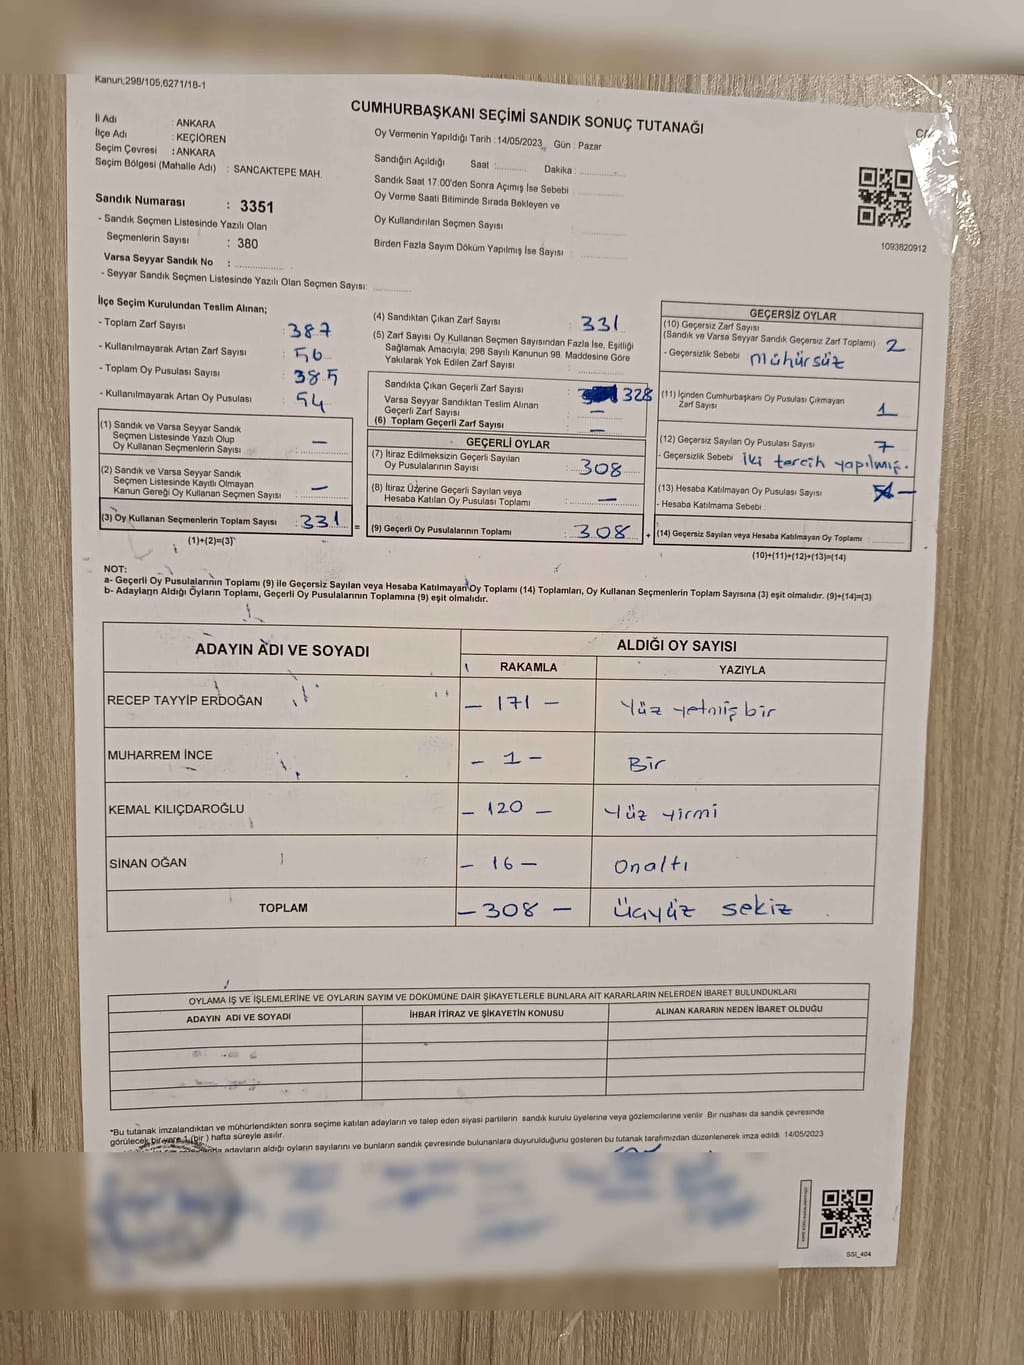 Kanun:298/105;6271/18-1
CUMHURBAŞKANI SEÇİMİ SANDIK SONUÇ TUTANAĞI
İl Adı : ANKARA
İlçe Adı : KEÇİÖREN
Seçim Çevresi : ANKARA
Seçim Bölgesi (Mahalle Adı) : SANCAKTEPE MAH.
Sandık Numarası : 3351
- Sandık Seçmen Listesinde Yazılı Olan
Seçmenlerin Sayısı : 380
Varsa Seyyar Sandık No :
- Seyyar Sandık Seçmen Listesinde Yazılı Olan Seçmen Sayısı:
Oy Vermenin Yapıldığı Tarih : 14/05/2023 Gün : Pazar
Sandığın Açıldığı Saat : Dakika :
Sandık Saat 17:00'den Sonra Açımış İse Sebebi :
Oy Verme Saati Bitiminde Sırada Bekleyen ve
Oy Kullandırılan Seçmen Sayısı :
Birden Fazla Sayım Döküm Yapılmış İse Sayısı :
1093820912
İlçe Seçim Kurulundan Teslim Alınan;
- Toplam Zarf Sayısı : 387
- Kullanılmayarak Artan Zarf Sayısı : 56
- Toplam Oy Pusulası Sayısı : 385
- Kullanılmayarak Artan Oy Pusulası : 54
(1) Sandık ve Varsa Seyyar Sandık
Seçmen Listesinde Yazılı Olup
Oy Kullanan Seçmenlerin Sayısı : —
(2) Sandık ve Varsa Seyyar Sandık
Seçmen Listesinde Kayıtlı Olmayan
Kanun Gereği Oy Kullanan Seçmen Sayısı : —
(3) Oy Kullanan Seçmenlerin Toplam Sayısı : 331
(1)+(2)=(3)
(4) Sandıktan Çıkan Zarf Sayısı : 331
(5) Zarf Sayısı Oy Kullanan Seçmen Sayısından Fazla İse, Eşitliği
Sağlamak Amacıyla, 298 Sayılı Kanunun 98. Maddesine Göre
Yakılarak Yok Edilen Zarf Sayısı :
Sandıkta Çıkan Geçerli Zarf Sayısı : 328
Varsa Seyyar Sandıktan Teslim Alınan
Geçerli Zarf Sayısı : —
(6) Toplam Geçerli Zarf Sayısı : —
GEÇERLİ OYLAR
(7) İtiraz Edilmeksizin Geçerli Sayılan
Oy Pusulalarının Sayısı : 308
(8) İtiraz Üzerine Geçerli Sayılan veya
Hesaba Katılan Oy Pusulası Toplamı : —
(9) Geçerli Oy Pusulalarının Toplamı : 308
GEÇERSİZ OYLAR
(10) Geçersiz Zarf Sayısı
(Sandık ve Varsa Seyyar Sandık Geçersiz Zarf Toplamı) : 2
- Geçersizlik Sebebi : Mühürsüz
(11) İçinden Cumhurbaşkanı Oy Pusulası Çıkmayan
Zarf Sayısı : 1
(12) Geçersiz Sayılan Oy Pusulası Sayısı : 7
- Geçersizlik Sebebi : İki tercih yapılmış.
(13) Hesaba Katılmayan Oy Pusulası Sayısı : —
- Hesaba Katılmama Sebebi :
(14) Geçersiz Sayılan veya Hesaba Katılmayan Oy Toplamı :
(10)+(11)+(12)+(13)=(14)
NOT:
a- Geçerli Oy Pusulalarının Toplamı (9) ile Geçersiz Sayılan veya Hesaba Katılmayan Oy Toplamı (14) Toplamları, Oy Kullanan Seçmenlerin Toplam Sayısına (3) eşit olmalıdır. (9)+(14)=(3)
b- Adayların Aldığı Oyların Toplamı, Geçerli Oy Pusulalarının Toplamına (9) eşit olmalıdır.
ADAYIN ADI VE SOYADI ALDIĞI OY SAYISI
RAKAMLA YAZIYLA
RECEP TAYYİP ERDOĞAN – 171 – Yüz yetmiş bir
MUHARREM İNCE – 1 – Bir
KEMAL KILIÇDAROĞLU – 120 – Yüz yirmi
SİNAN OĞAN – 16 – Onaltı
TOPLAM – 308 – Üçyüz sekiz
OYLAMA İŞ VE İŞLEMLERİNE VE OYLARIN SAYIM VE DÖKÜMÜNE DAİR ŞİKAYETLERLE BUNLARA AİT KARARLARIN NELERDEN İBARET BULUNDUKLARI
ADAYIN ADI VE SOYADI İHBAR İTİRAZ VE ŞİKAYETİN KONUSU ALINAN KARARIN NEDEN İBARET OLDUĞU
*Bu tutanak imzalandıktan ve mühürlendikten sonra seçime katılan adayların ve talep eden siyasi partilerin sandık kurulu üyelerine veya gözlemcilerine verilir. Bir nüshası da sandık çevresinde
görülecek bir yere 1 (bir) hafta süreyle asılır.
adayların aldığı oyların sayılarını ve bunların sandık çevresinde bulunanlara duyurulduğunu gösteren bu tutanak tarafımızdan düzenlenerek imza edildi. 14/05/2023
SSI_404